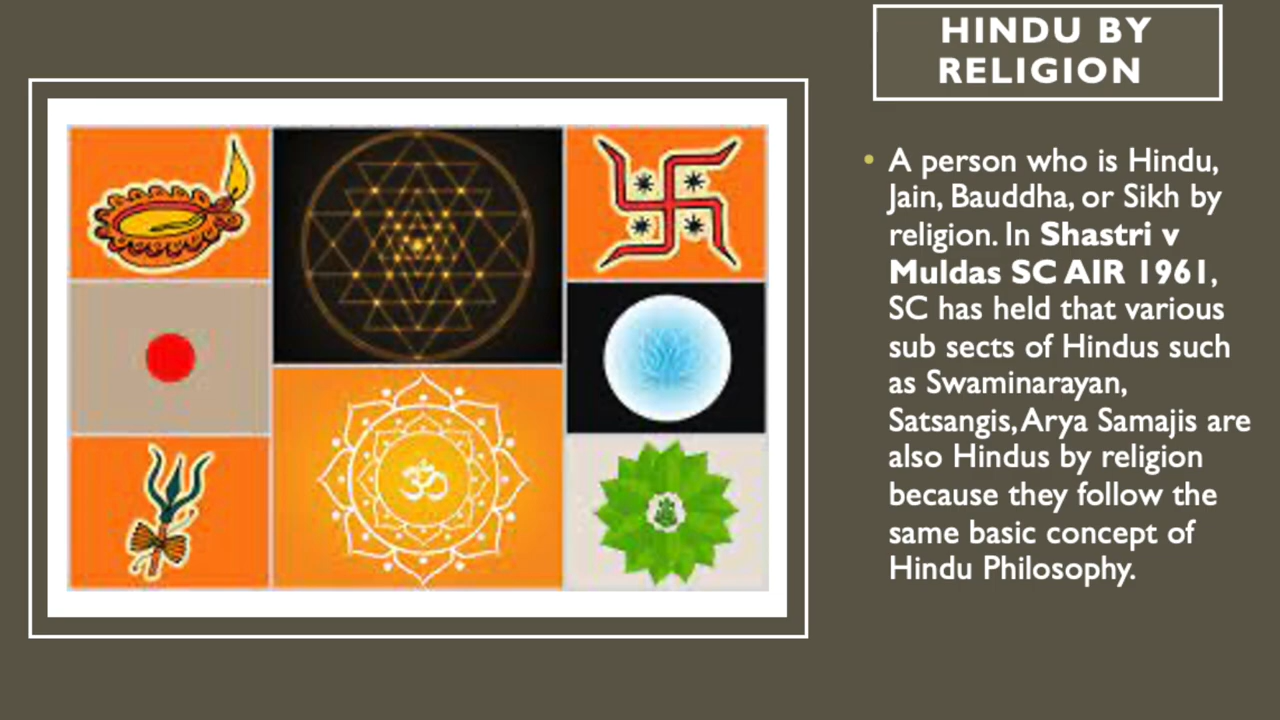 HINDU BY
RELIGION
• A person who is Hindu,
Jain, Bauddha, or Sikh by
religion. In Shastri v
Muldas SC AIR 1961,
SC has held that various
sub sects of Hindus such
as Swaminarayan,
Satsangis, Arya Samajis are
also Hindus by religion
because they follow the
same basic concept of
Hindu Philosophy.
ॐ